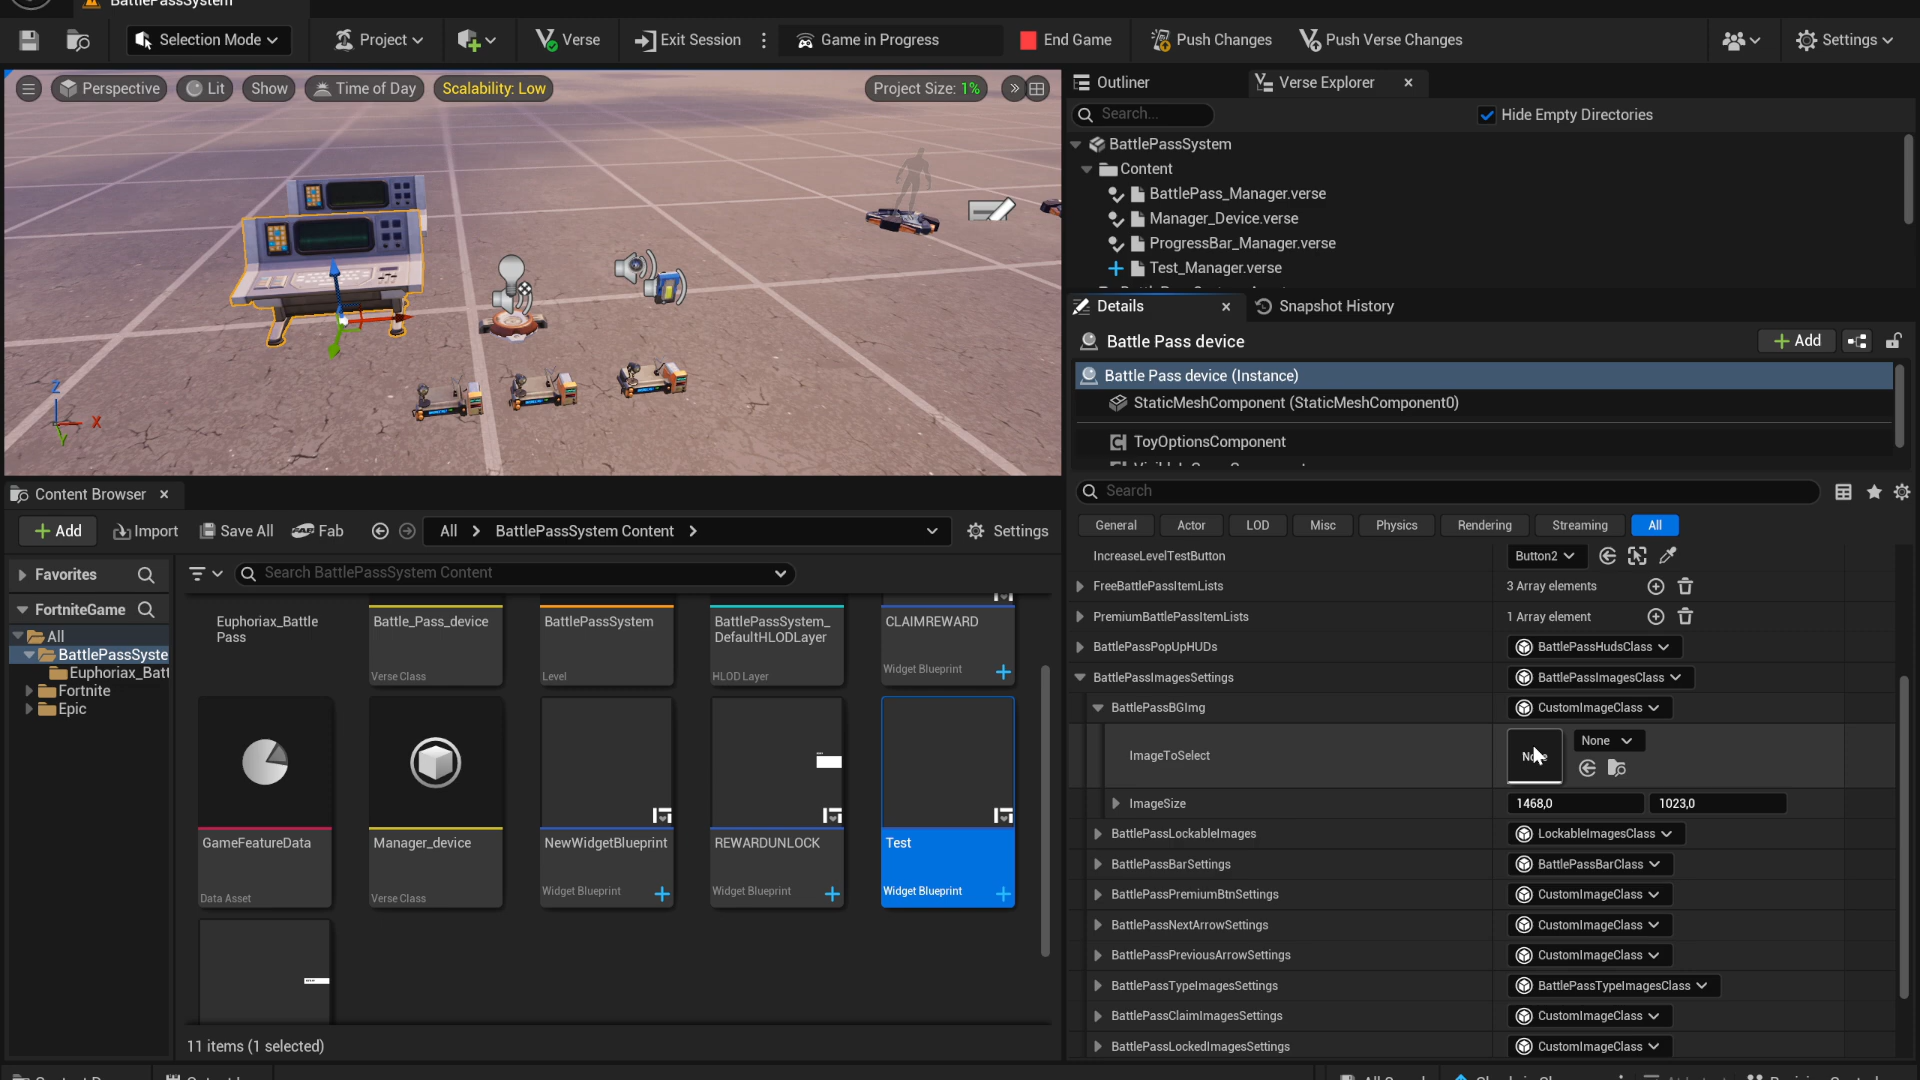 BattlePassSystem
Selection Mode
Project
Verse
Exit Session
Game in Progress
End Game
Push Changes
Push Verse Changes
Settings
Perspective
Lit
Show
Time of Day
Scalability: Low
Project Size: 1%
Outliner
Verse Explorer
Search...
Hide Empty Directories
BattlePassSystem
Content
BattlePass_Manager.verse
Manager_Device.verse
ProgressBar_Manager.verse
Test_Manager.verse
Details
Snapshot History
Battle Pass device
Add
Battle Pass device (Instance)
StaticMeshComponent (StaticMeshComponent0)
ToyOptionsComponent
Z
X
Y
Search
General
Actor
LOD
Misc
Physics
Rendering
Streaming
All
IncreaseLevelTestButton
Button2
FreeBattlePassItemLists
3 Array elements
PremiumBattlePassItemLists
1 Array element
BattlePassPopUpHUDs
BattlePassHudsClass
BattlePassImagesSettings
BattlePassImagesClass
BattlePassBGImg
CustomImageClass
ImageToSelect
None
None
ImageSize
1468,0
1023,0
BattlePassLockableImages
LockableImagesClass
BattlePassBarSettings
BattlePassBarClass
BattlePassPremiumBtnSettings
CustomImageClass
BattlePassNextArrowSettings
CustomImageClass
BattlePassPreviousArrowSettings
CustomImageClass
BattlePassTypeImagesSettings
BattlePassTypeImagesClass
BattlePassClaimImagesSettings
CustomImageClass
BattlePassLockedImagesSettings
CustomImageClass
Content Browser
Add
Import
Save All
Fab
All
BattlePassSystem Content
Settings
Favorites
Search BattlePassSystem Content
FortniteGame
All
BattlePassSyste
Euphoriax_Batt
Fortnite
Epic
Euphoriax_Battle
Pass
Battle_Pass_device
Verse Class
BattlePassSystem
Level
BattlePassSystem_
DefaultHLODLayer
HLOD Layer
CLAIMREWARD
Widget Blueprint
GameFeatureData
Data Asset
Manager_device
Verse Class
NewWidgetBlueprint
Widget Blueprint
REWARDUNLOCK
Widget Blueprint
Test
Widget Blueprint
11 items (1 selected)